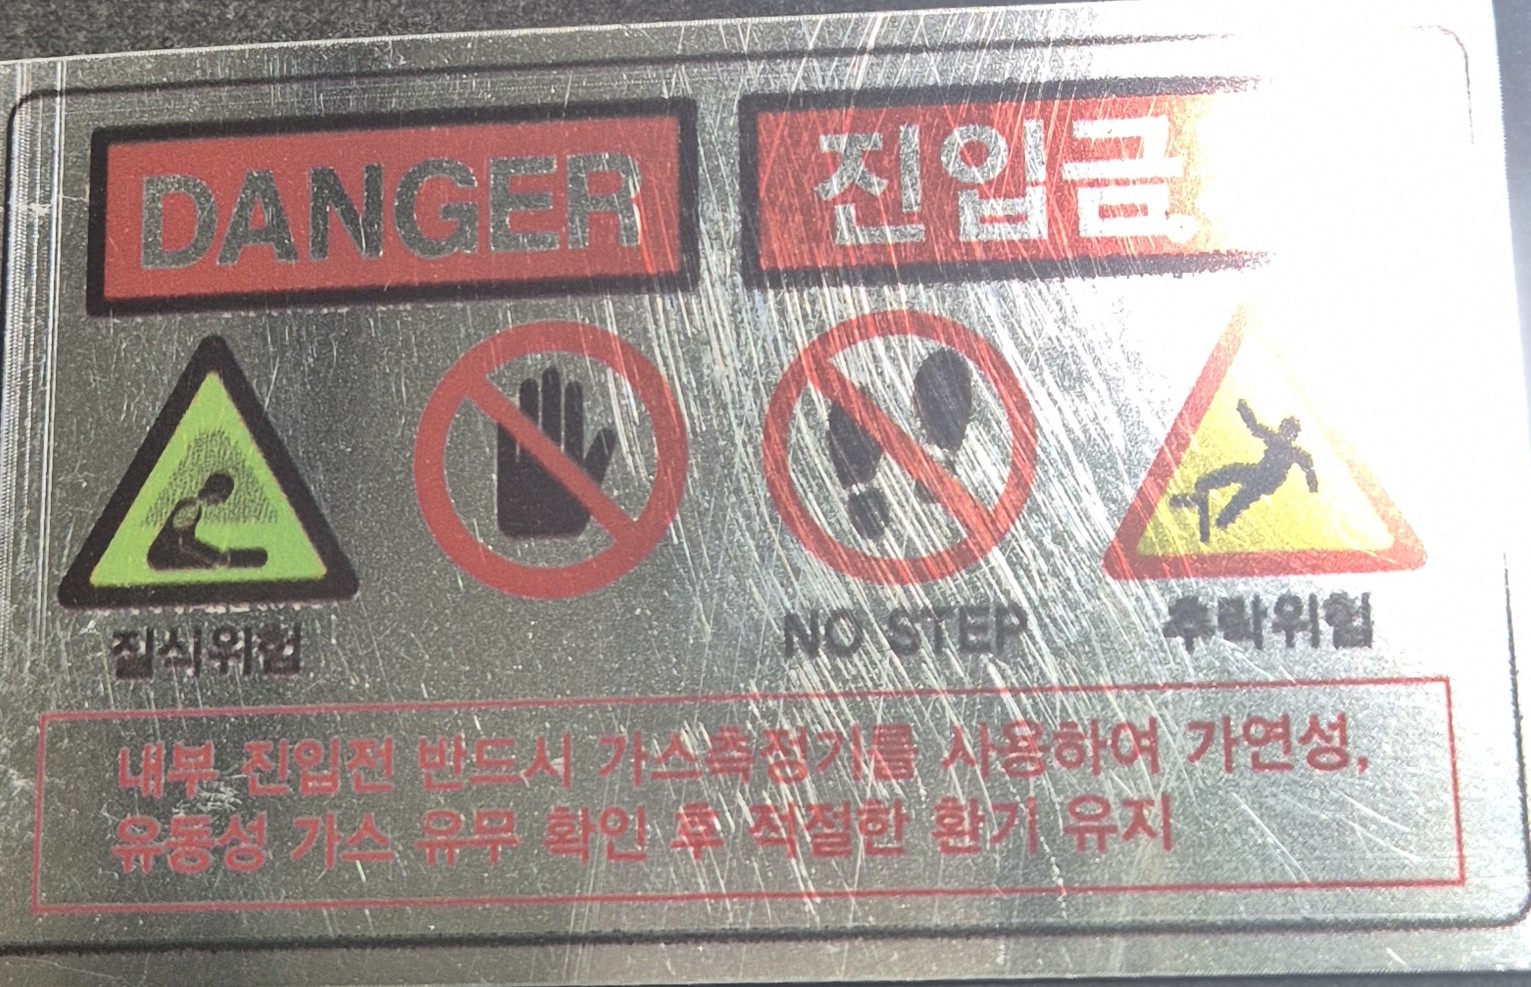 DANGER
진입금
질식위험
NO STEP
추락위험
내부 진입전 반드시 가스측정기를 사용하여 가연성,
유동성 가스 유무 확인 후 적절한 환기 유지